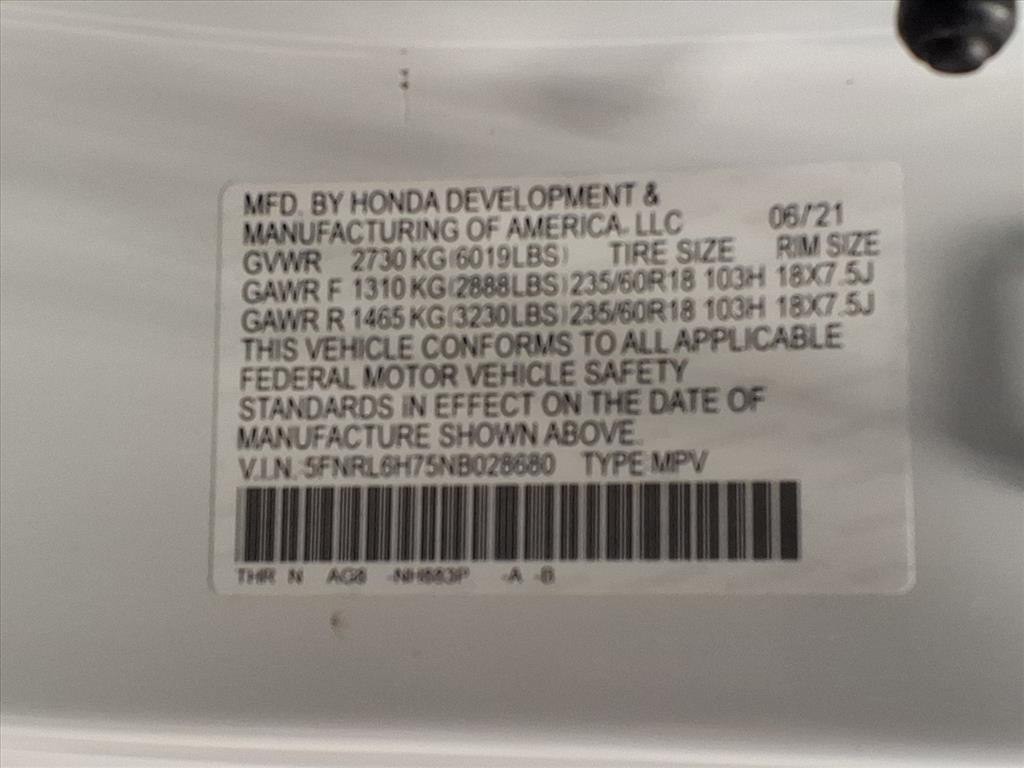 MFD. BY HONDA DEVELOPMENT &
MANUFACTURING OF AMERICA, LLC 06/'21
GVWR 2730 KG (6019LBS) TIRE SIZE RIM SIZE
GAWR F 1310 KG (2888LBS) 235/60R18 103H 18X7.5J
GAWR R 1465 KG (3230LBS) 235/60R18 103H 18X7.5J
THIS VEHICLE CONFORMS TO ALL APPLICABLE
FEDERAL MOTOR VEHICLE SAFETY
STANDARDS IN EFFECT ON THE DATE OF
MANUFACTURE SHOWN ABOVE.
V.I.N. 5FNRL6H75NB028680 TYPE MPV
THR N -A -B